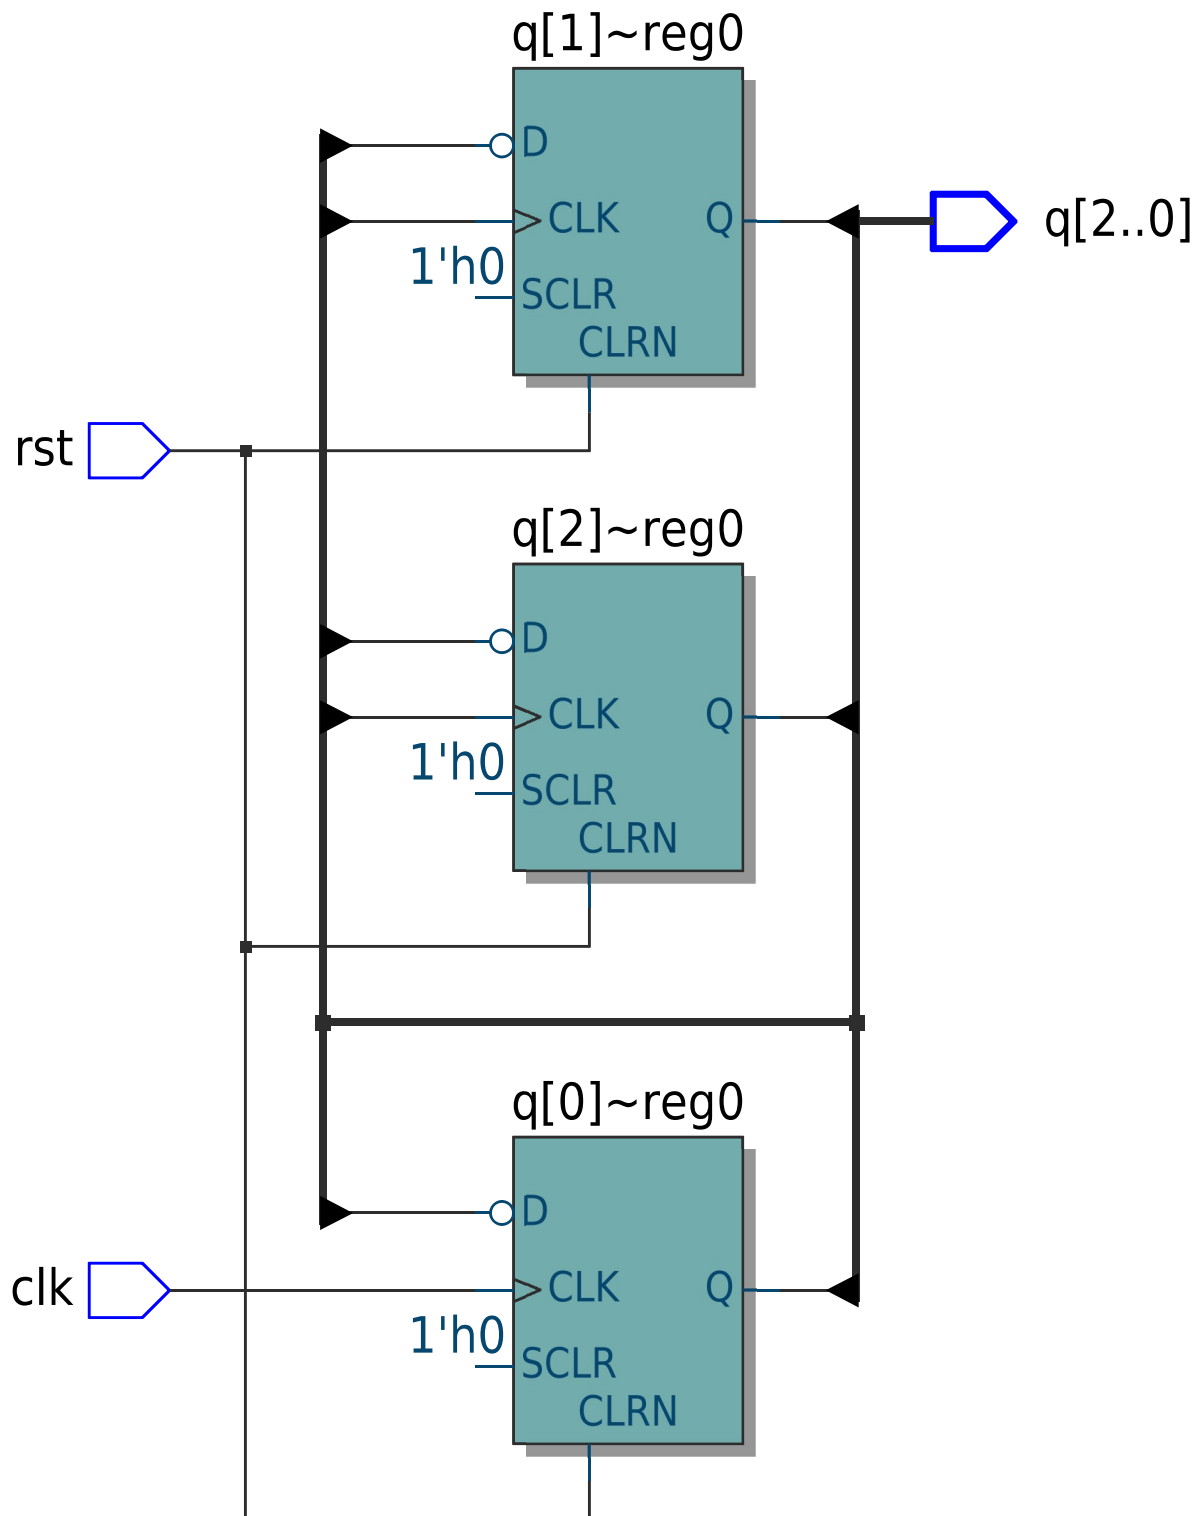 q[1]~reg0
D
CLK
Q
q[2..0]
1'h0
SCLR
CLRN
rst
q[2]~reg0
D
CLK
Q
1'h0
SCLR
CLRN
q[0]~reg0
D
clk
CLK
Q
1'h0
SCLR
CLRN